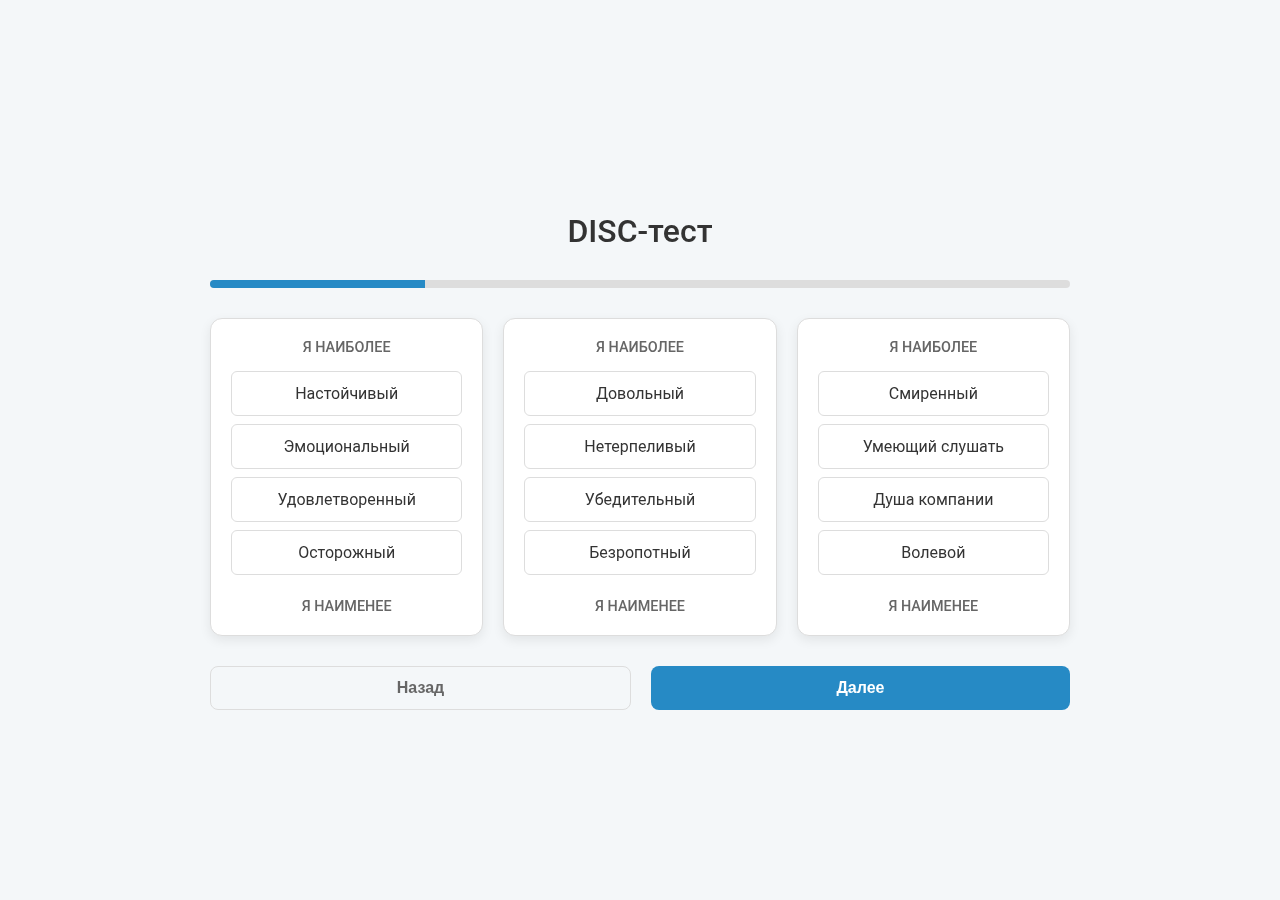 DISC-тест
Я НАИБОЛЕЕ
Настойчивый
Эмоциональный
Удовлетворенный
Осторожный
Я НАИМЕНЕЕ
Я НАИБОЛЕЕ
Довольный
Нетерпеливый
Убедительный
Безропотный
Я НАИМЕНЕЕ
Я НАИБОЛЕЕ
Смиренный
Умеющий слушать
Душа компании
Волевой
Я НАИМЕНЕЕ
Назад
Далее